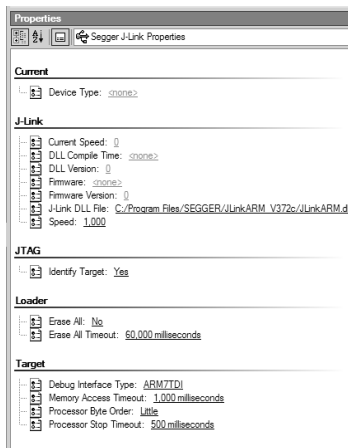 Properties
Segger J-Link Properties
Current
Device Type: <none>
J-Link
Current Speed: 0
DLL Compile Time: <none>
DLL Version: 0
Firmware: <none>
Firmware Version: 0
J-Link DLL File: C:/Program Files/SEGGER/JLinkARM_V372c/JLinkARM.d
Speed: 1,000
JTAG
Identify Target: Yes
Loader
Erase All: No
Erase All Timeout: 60,000 milliseconds
Target
Debug Interface Type: ARM7TDI
Memory Access Timeout: 1,000 milliseconds
Processor Byte Order: Little
Processor Stop Timeout: 500 milliseconds